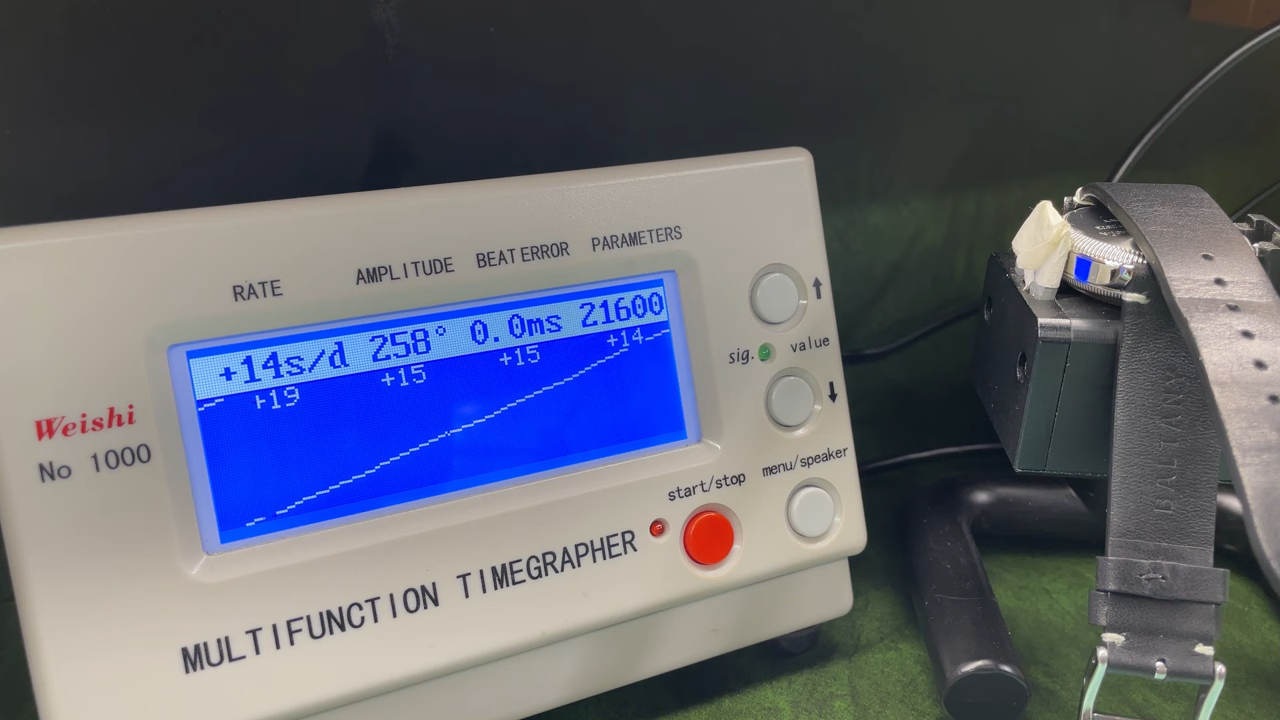 RATE AMPLITUDE BEAT ERROR PARAMETERS
+14s/d 258° 0.0ms 21600
+19 +15 +15 +14
sig. value
Weishi
No 1000
menu/speaker
start/stop
MULTIFUNCTION TIMEGRAPHER
BALTANY